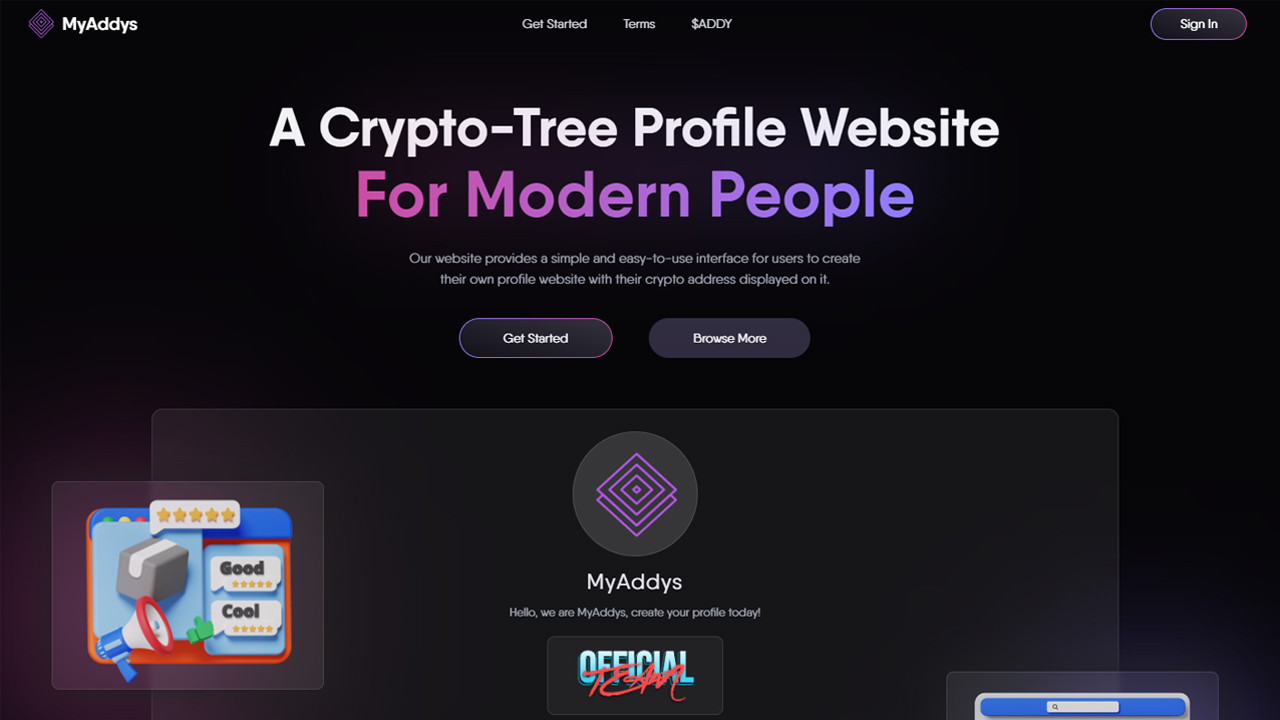 MyAddys
Get Started
Terms
$ADDY
Sign In
A Crypto-Tree Profile Website
For Modern People
Our website provides a simple and easy-to-use interface for users to create
their own profile website with their crypto address displayed on it.
Get Started
Browse More
Good
Cool
MyAddys
Hello, we are MyAddys, create your profile today!
OFFICIAL
TEAM